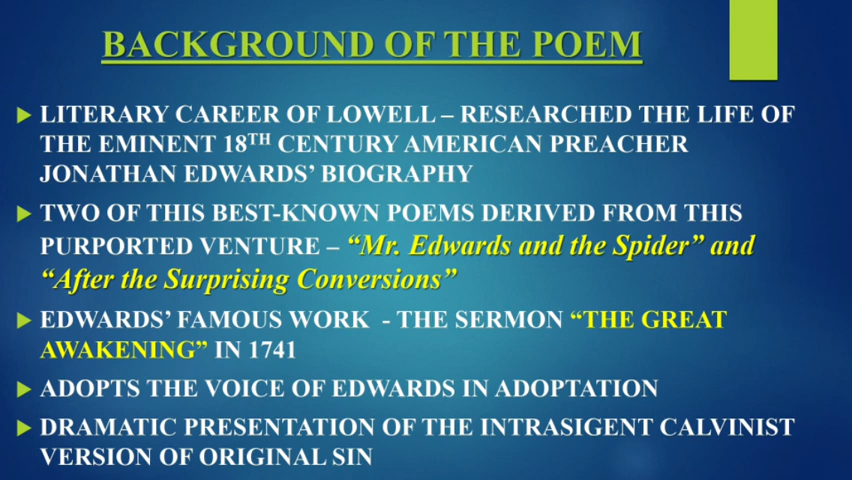 BACKGROUND OF THE POEM
LITERARY CAREER OF LOWELL – RESEARCHED THE LIFE OF
THE EMINENT 18TH CENTURY AMERICAN PREACHER
JONATHAN EDWARDS' BIOGRAPHY
TWO OF THIS BEST-KNOWN POEMS DERIVED FROM THIS
PURPORTED VENTURE – “Mr. Edwards and the Spider” and
“After the Surprising Conversions”
EDWARDS' FAMOUS WORK - THE SERMON “THE GREAT
AWAKENING” IN 1741
ADOPTS THE VOICE OF EDWARDS IN ADOPTATION
DRAMATIC PRESENTATION OF THE INTRASIGENT CALVINIST
VERSION OF ORIGINAL SIN